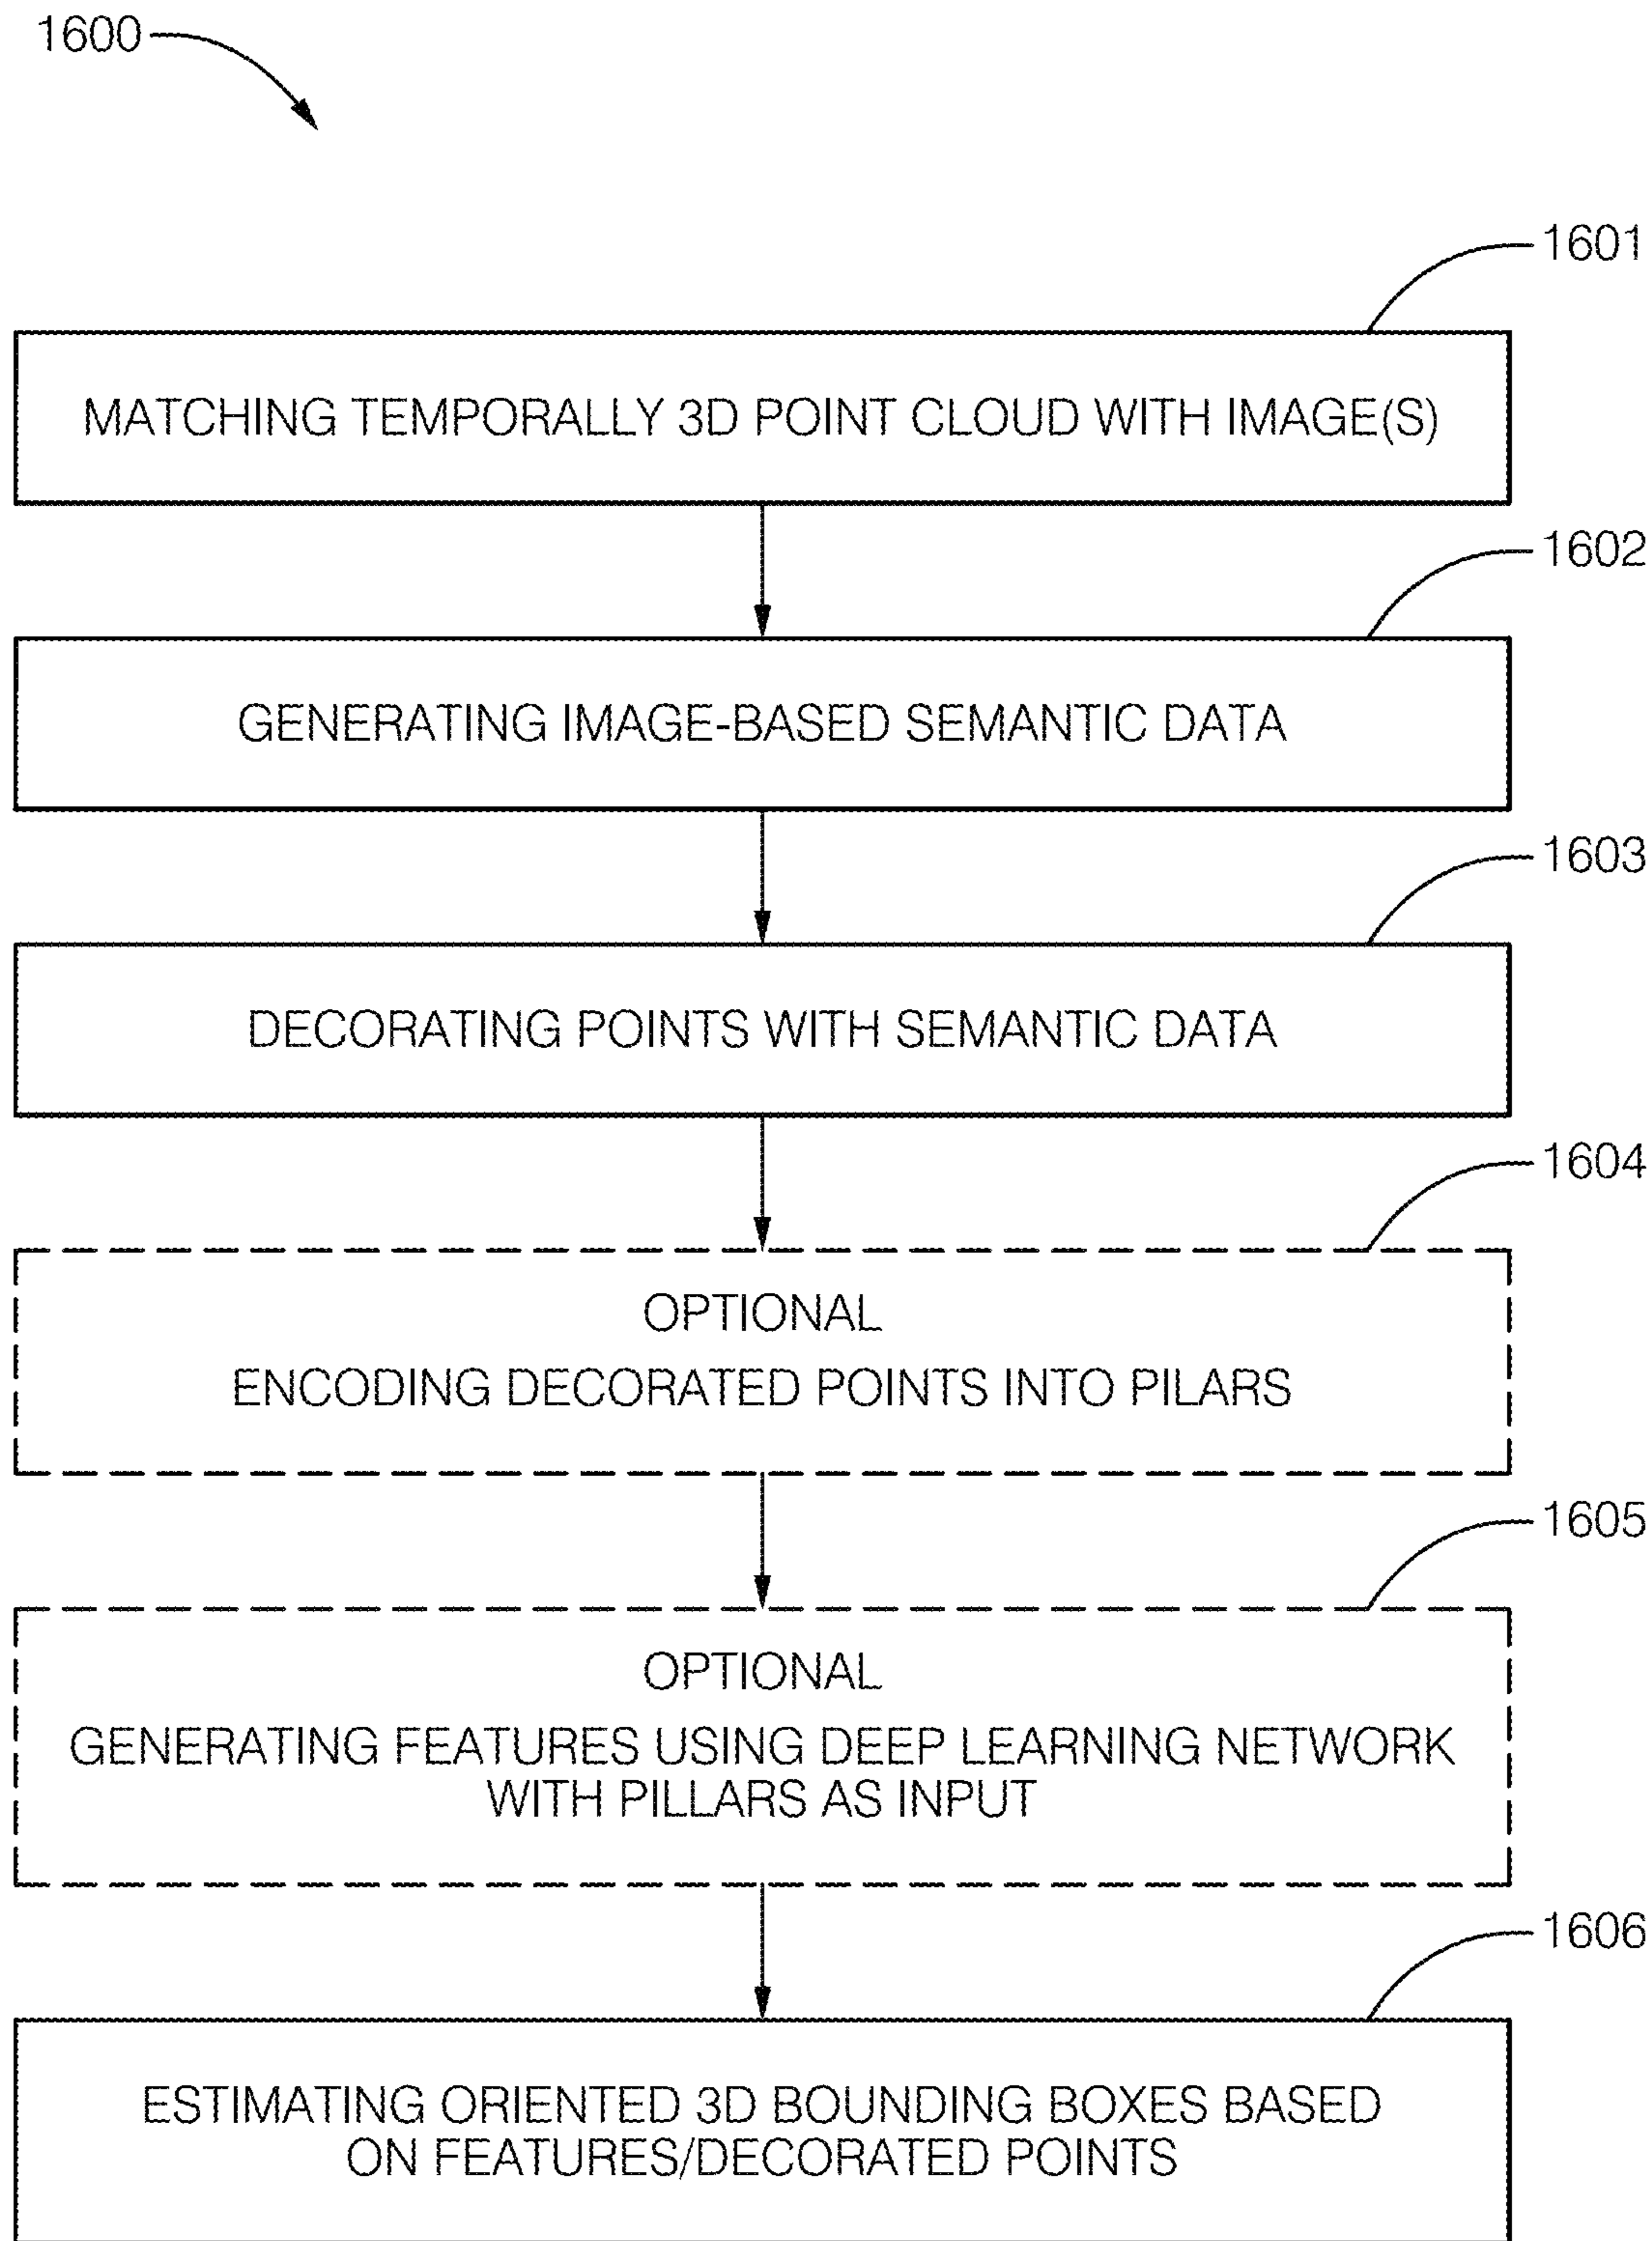 1600
1601
MATCHING TEMPORALLY 3D POINT CLOUD WITH IMAGE(S)
1602
GENERATING IMAGE-BASED SEMANTIC DATA
1603
DECORATING POINTS WITH SEMANTIC DATA
1604
OPTIONAL
ENCODING DECORATED POINTS INTO PILARS
1605
OPTIONAL
GENERATING FEATURES USING DEEP LEARNING NETWORK
WITH PILLARS AS INPUT
1606
ESTIMATING ORIENTED 3D BOUNDING BOXES BASED
ON FEATURES/DECORATED POINTS